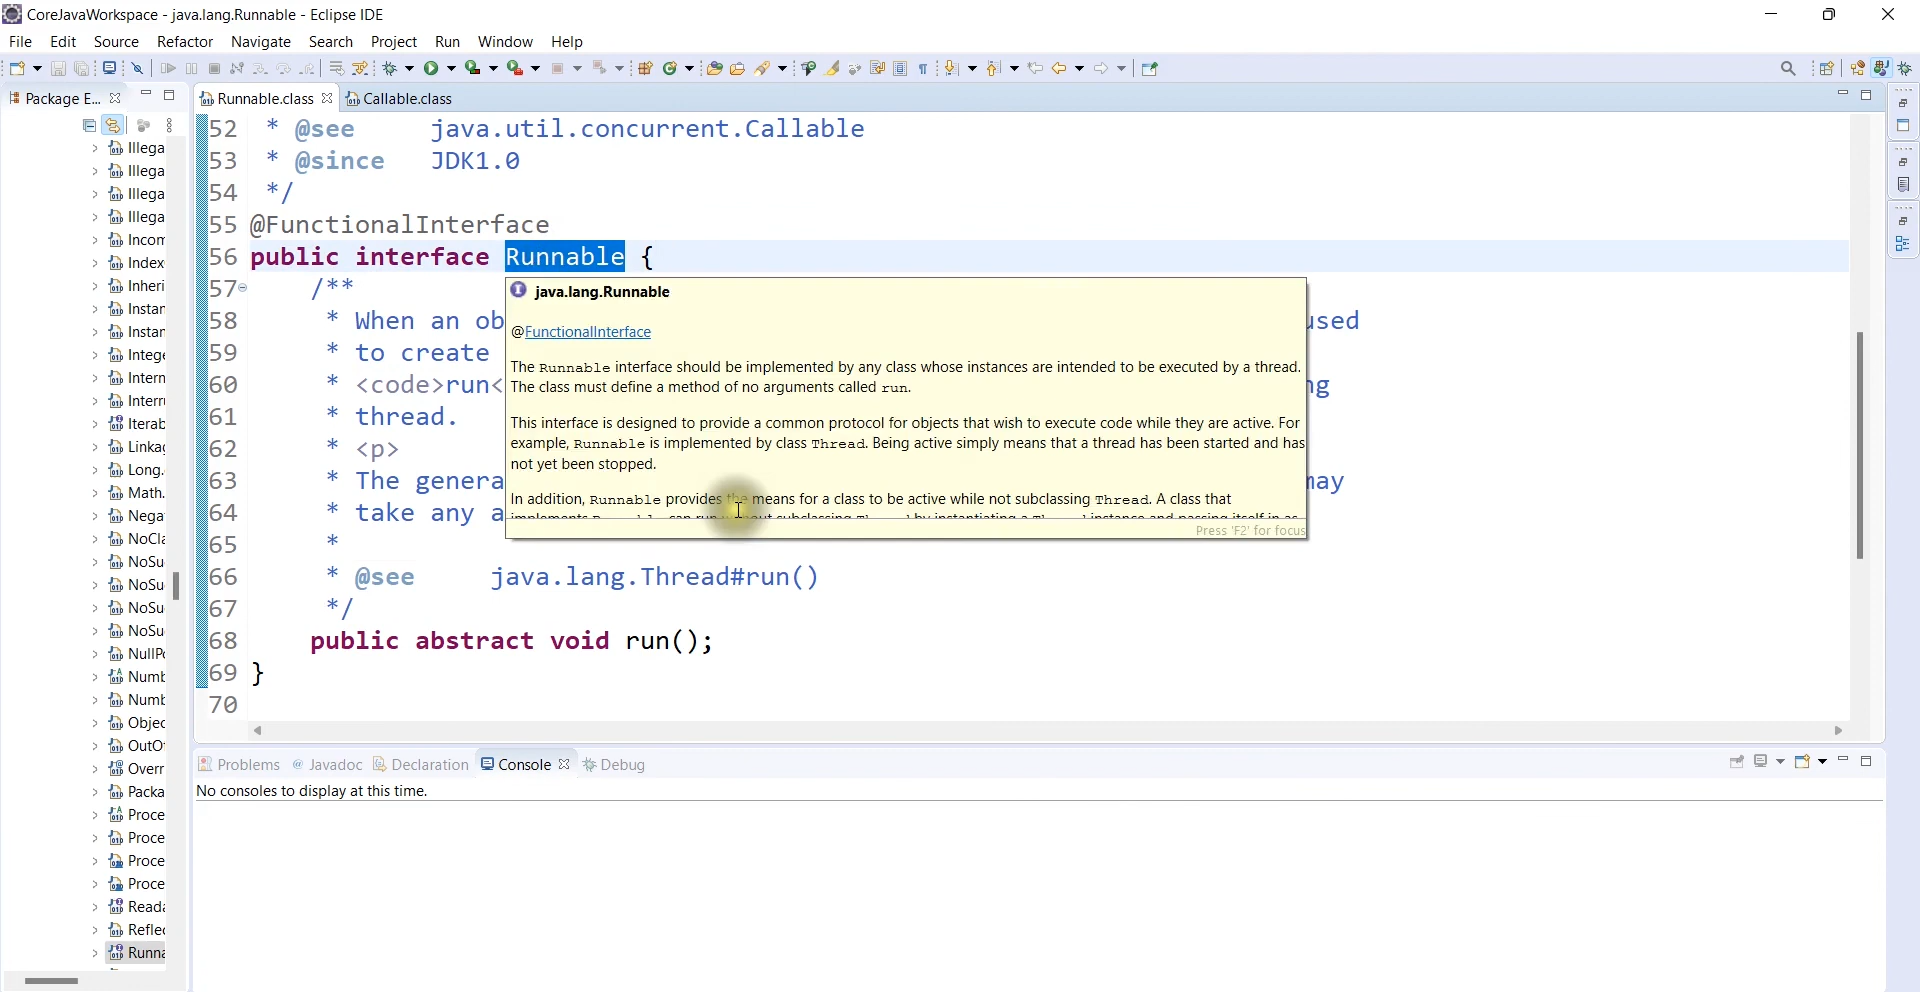 CoreJavaWorkspace - java.lang.Runnable - Eclipse IDE
File Edit Source Refactor Navigate Search Project Run Window Help
Package E...
Runnable.class Callable.class
Illega
Illega
Illega
Illega
Incom
Index
Inheri
Instan
Instan
Intege
Intern
Interru
Iterab
Linkag
Long.
Math.
Negat
NoCla
NoSu
NoSu
NoSu
NoSu
NullPo
Numb
Numb
Objec
OutOf
Overr
Packa
Proce
Proce
Proce
Proce
Reada
Reflec
Runna
52 * @see java.util.concurrent.Callable
53 * @since JDK1.0
54 */
55 @FunctionalInterface
56 public interface Runnable {
57 /**
58 * When an ob used
59 * to create
60 * <code>run< ng
61 * thread.
62 * <p>
63 * The genera may
64 * take any a
65 *
66 * @see java.lang.Thread#run()
67 */
68 public abstract void run();
69 }
70
java.lang.Runnable
@FunctionalInterface
The Runnable interface should be implemented by any class whose instances are intended to be executed by a thread.
The class must define a method of no arguments called run.
This interface is designed to provide a common protocol for objects that wish to execute code while they are active. For
example, Runnable is implemented by class Thread. Being active simply means that a thread has been started and has
not yet been stopped.
In addition, Runnable provides the means for a class to be active while not subclassing Thread. A class that
Press 'F2' for focus
Problems @ Javadoc Declaration Console Debug
No consoles to display at this time.